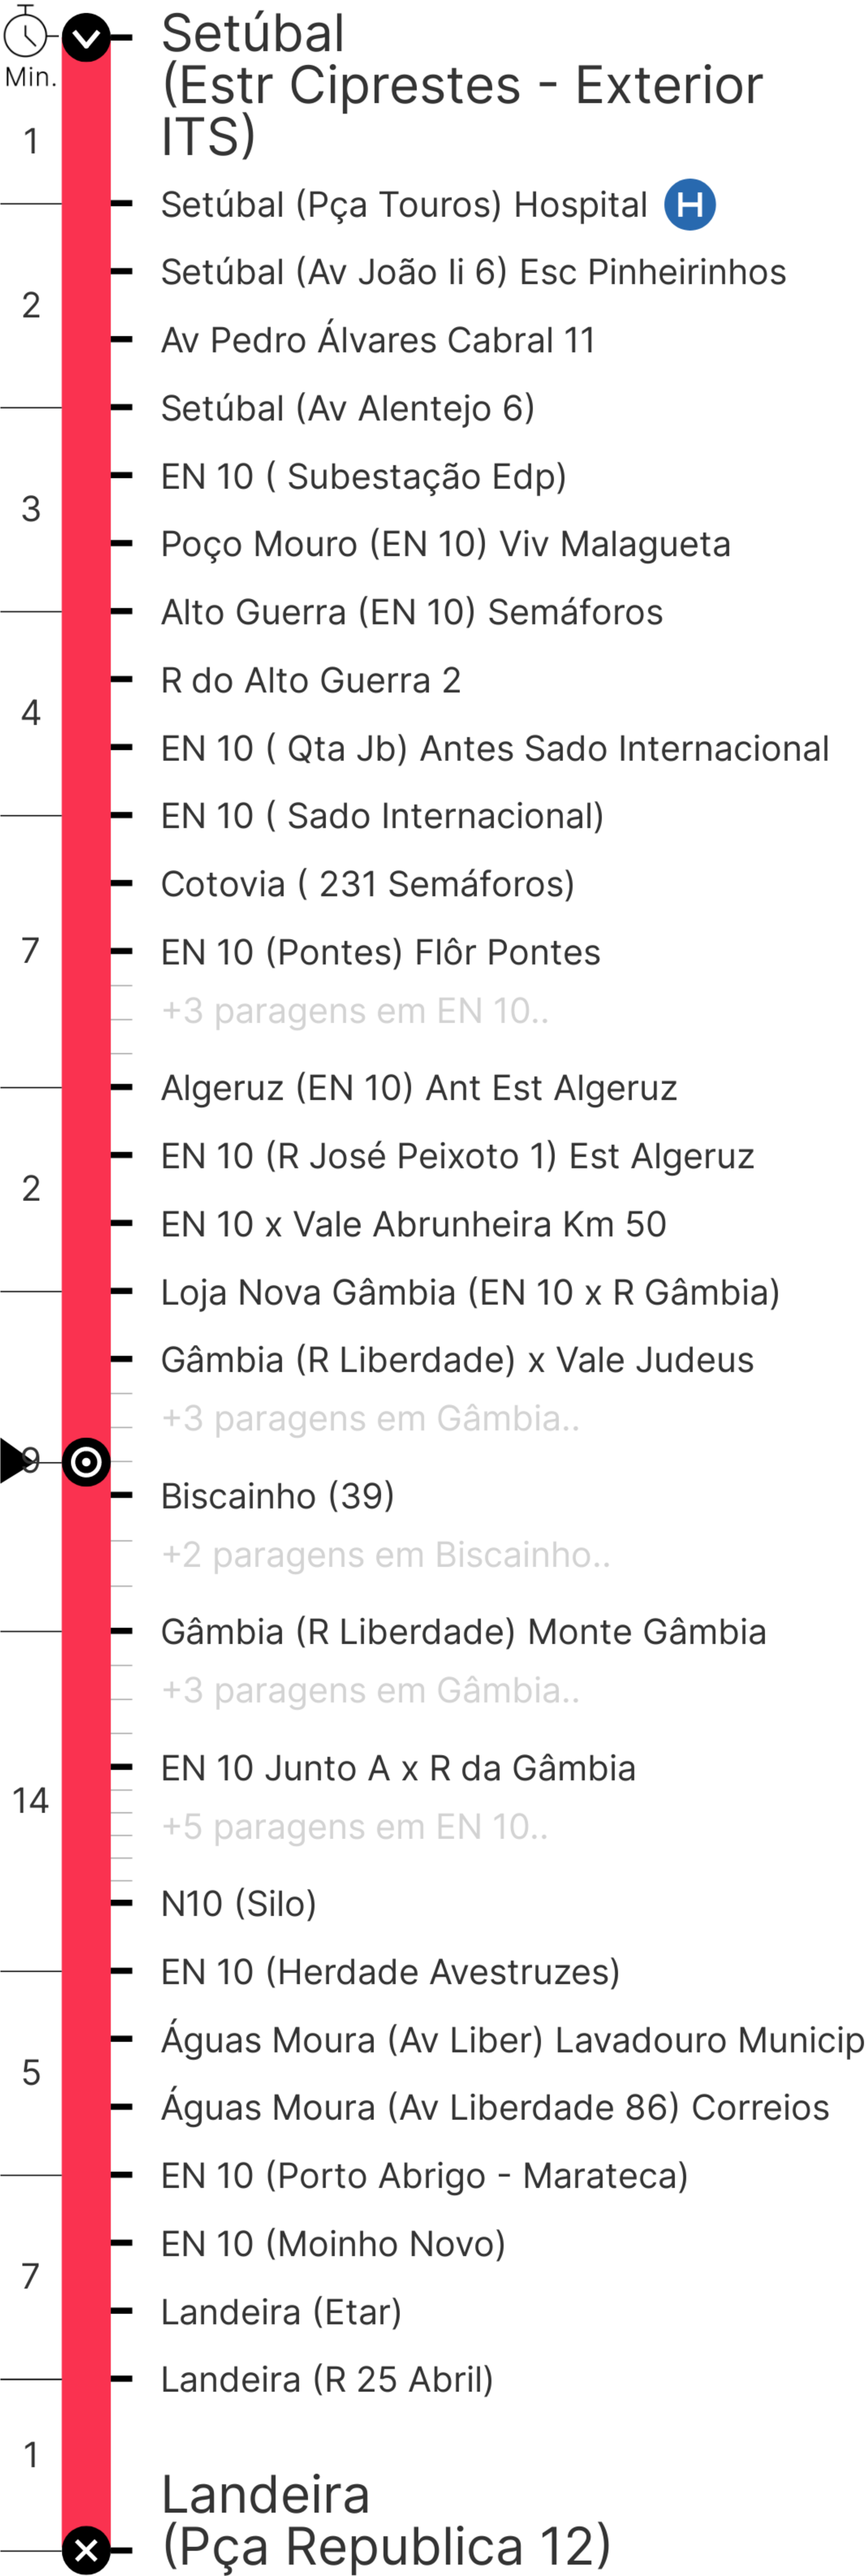 Min.
Setúbal
(Estr Ciprestes - Exterior
ITS)
1
Setúbal (Pça Touros) Hospital H
Setúbal (Av João Ii 6) Esc Pinheirinhos
2
Av Pedro Álvares Cabral 11
Setúbal (Av Alentejo 6)
EN 10 ( Subestação Edp)
3
Poço Mouro (EN 10) Viv Malagueta
Alto Guerra (EN 10) Semáforos
R do Alto Guerra 2
4
EN 10 ( Qta Jb) Antes Sado Internacional
EN 10 ( Sado Internacional)
Cotovia ( 231 Semáforos)
7
EN 10 (Pontes) Flôr Pontes
+3 paragens em EN 10..
Algeruz (EN 10) Ant Est Algeruz
EN 10 (R José Peixoto 1) Est Algeruz
2
EN 10 x Vale Abrunheira Km 50
Loja Nova Gâmbia (EN 10 x R Gâmbia)
Gâmbia (R Liberdade) x Vale Judeus
+3 paragens em Gâmbia..
9
Biscainho (39)
+2 paragens em Biscainho..
Gâmbia (R Liberdade) Monte Gâmbia
+3 paragens em Gâmbia..
EN 10 Junto A x R da Gâmbia
14
+5 paragens em EN 10..
N10 (Silo)
EN 10 (Herdade Avestruzes)
Águas Moura (Av Liber) Lavadouro Municip
5
Águas Moura (Av Liberdade 86) Correios
EN 10 (Porto Abrigo - Marateca)
EN 10 (Moinho Novo)
7
Landeira (Etar)
Landeira (R 25 Abril)
1
Landeira
(Pça Republica 12)